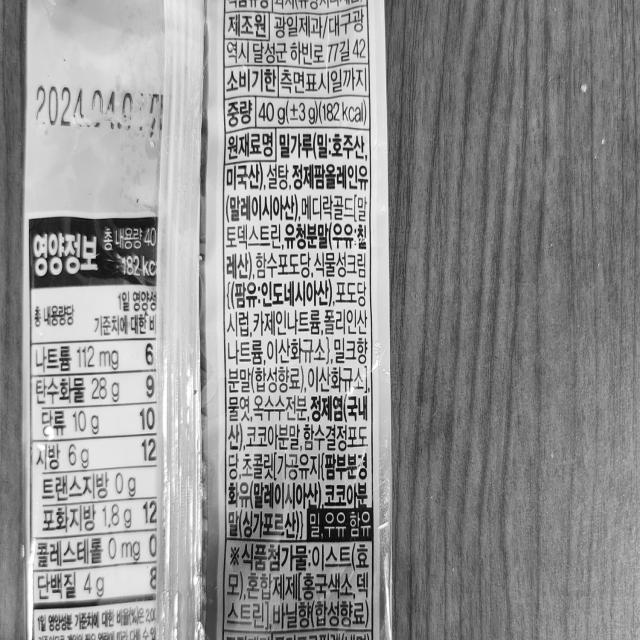 2024.04.0
영양정보
총 내용량 40
182 kc
총 내용량당
1일 영양성
기준치에 대한 비
나트륨 112 mg 6
탄수화물 28 g 9
당류 10 g 10
지방 6 g 12
트랜스지방 0 g
포화지방 1.8 g 12
콜레스테롤 0 mg 0
단백질 4 g 8
1일 영양성분 기준치에 대한 비율(%)은 2,00
제조원 광일제과/대구광
역시 달성군 하빈로 77길 42
소비기한 측면표시일까지
중량 40 g(±3 g)(182 kcal)
원재료명 밀가루(밀:호주산,
미국산),설탕,정제팜올레인유
(말레이시아산),메디락골드[말
토덱스트린,유청분말(우유:칠
레산),함수포도당,식물성크림
{(팜유:인도네시아산),포도당
시럽,카제인나트륨,폴리인산
나트륨,이산화규소},밀크향
분말(합성향료),이산화규소],
물엿,옥수수전분,정제염(국내
산),코코아분말,함수결정포도
당,초콜릿[가공유지(팜부분경
화유(말레이시아산),코코아분
말(싱가포르산)] 밀,우유 함유
※식품첨가물:이스트(효
모),혼합제제[홍국색소,덱
스트린],바닐향(합성향료)